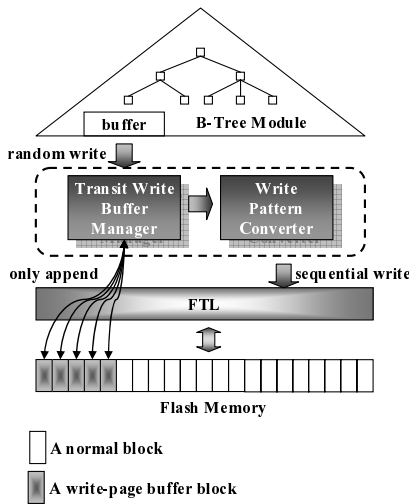 buffer
B-Tree Module
random write
Transit Write
Buffer
Manager
Write
Pattern
Converter
only append
sequential write
FTL
Flash Memory
A normal block
A write-page buffer block